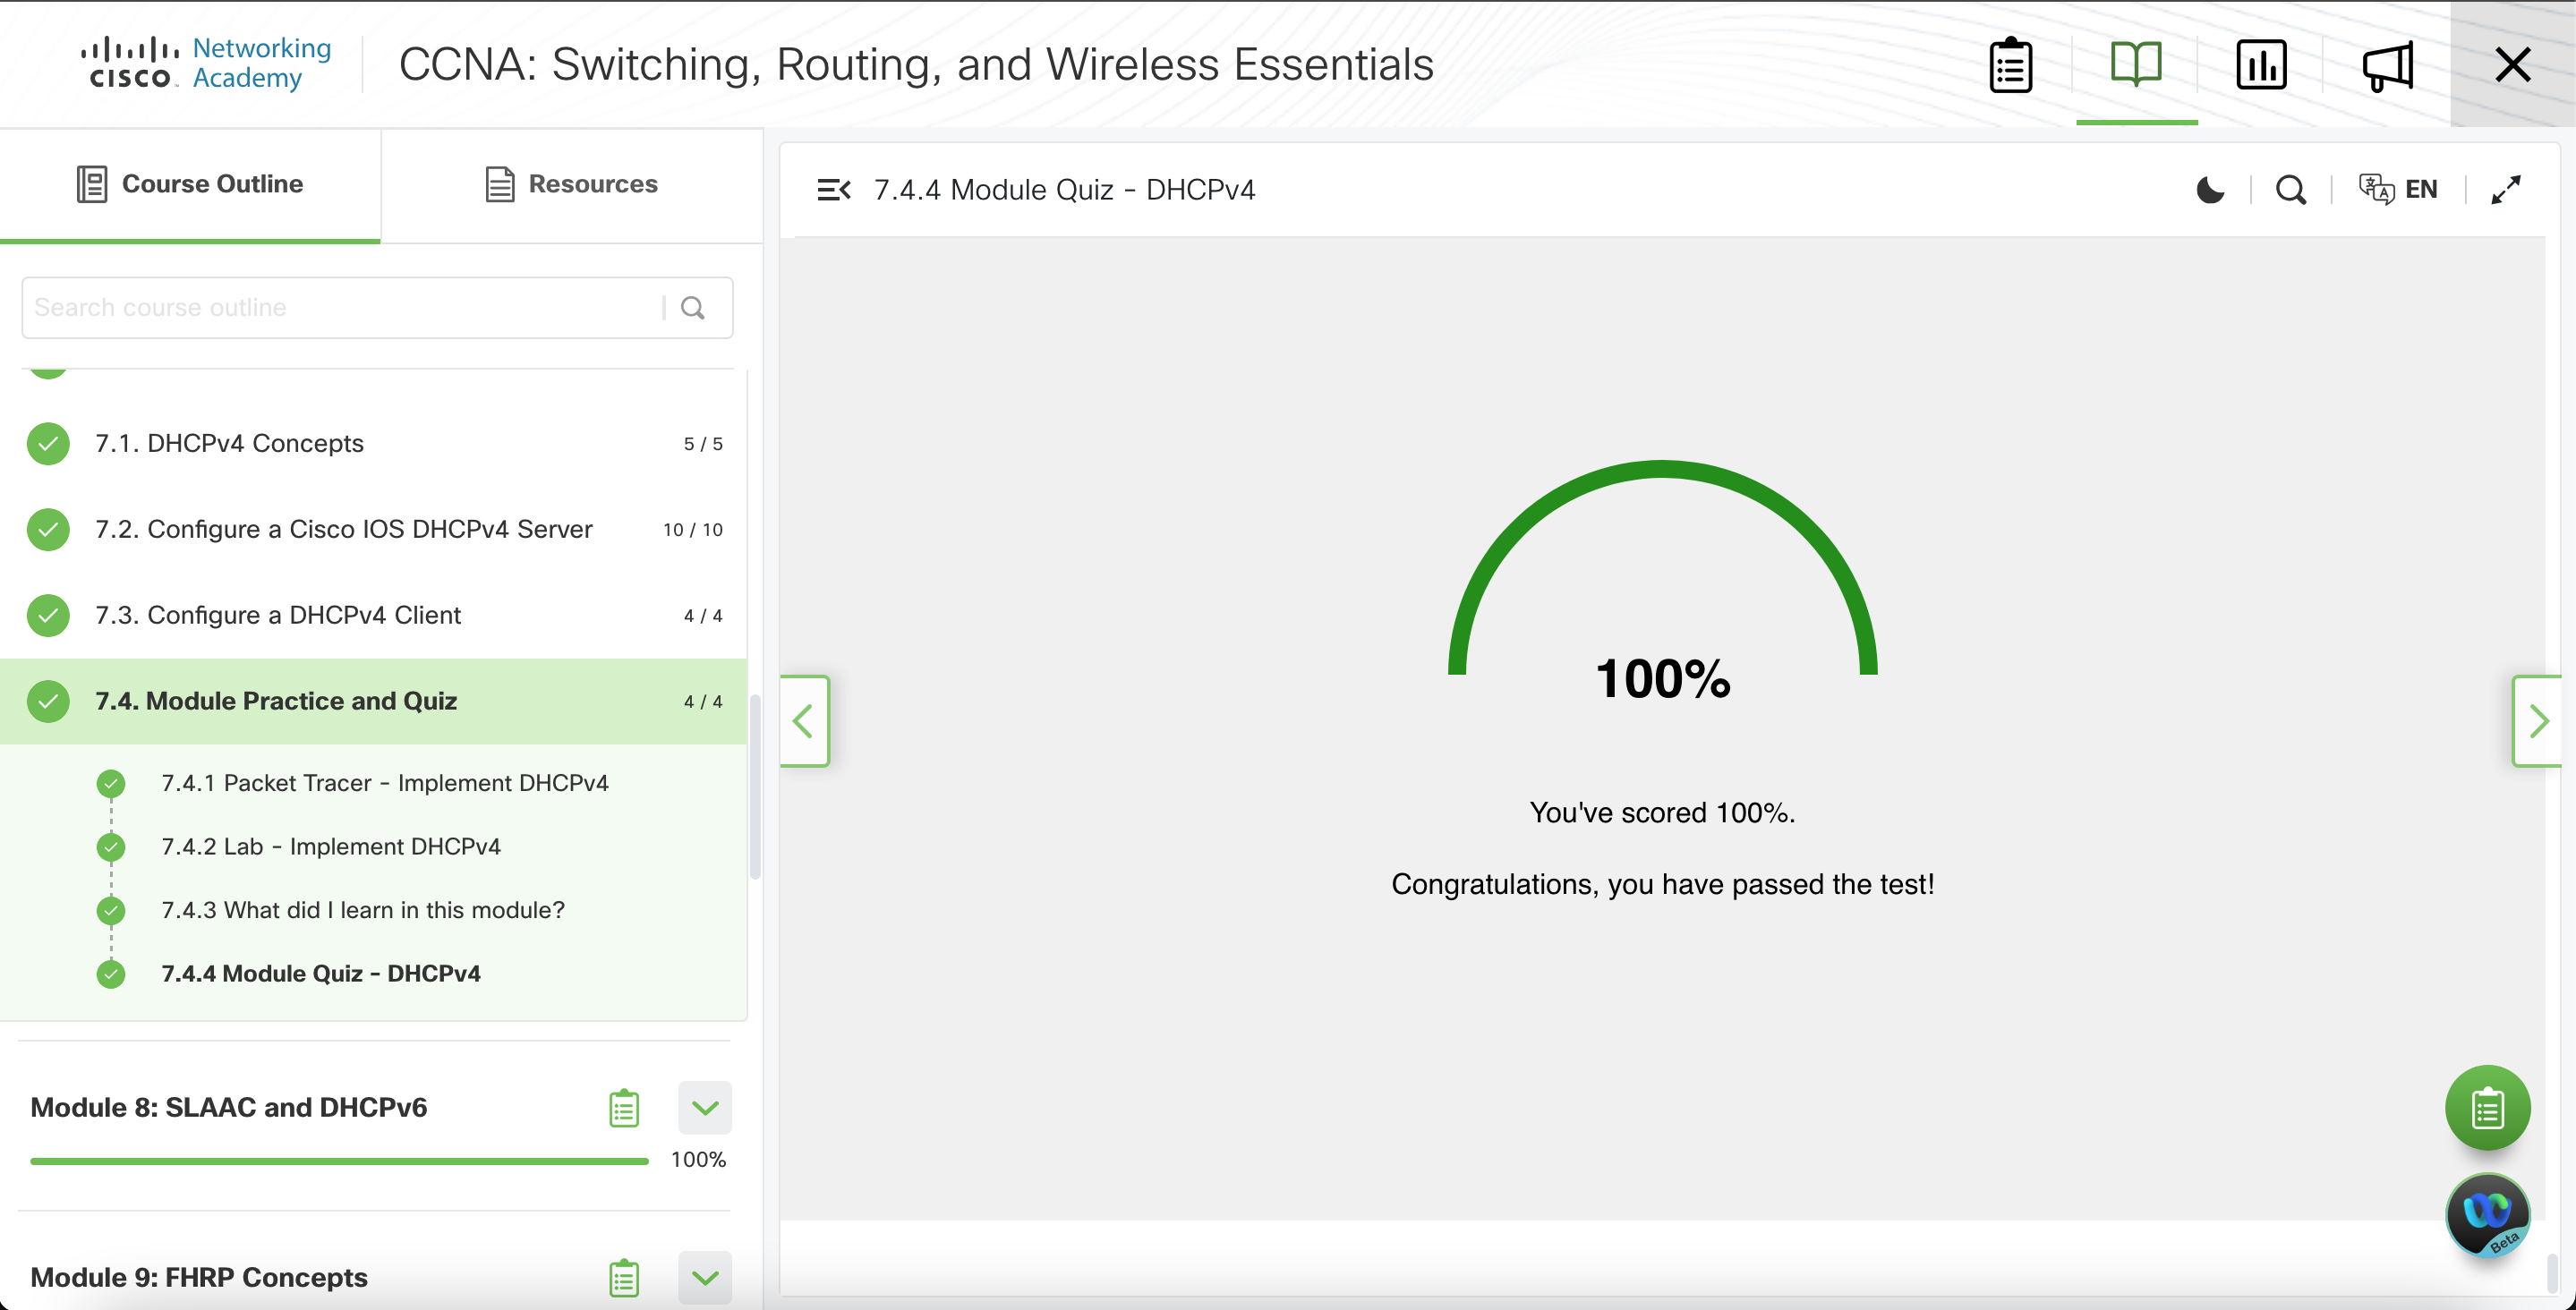 CISCO
Networking
Academy
CCNA: Switching, Routing, and Wireless Essentials
Course Outline
Resources
Search course outline
7.1. DHCPv4 Concepts
5 / 5
7.2. Configure a Cisco IOS DHCPv4 Server
10 / 10
7.3. Configure a DHCPv4 Client
4 / 4
7.4. Module Practice and Quiz
4 / 4
7.4.1 Packet Tracer - Implement DHCPv4
7.4.2 Lab - Implement DHCPv4
7.4.3 What did I learn in this module?
7.4.4 Module Quiz - DHCPv4
Module 8: SLAAC and DHCPv6
100%
Module 9: FHRP Concepts
7.4.4 Module Quiz - DHCPv4
EN
100%
You've scored 100%.
Congratulations, you have passed the test!
Beta